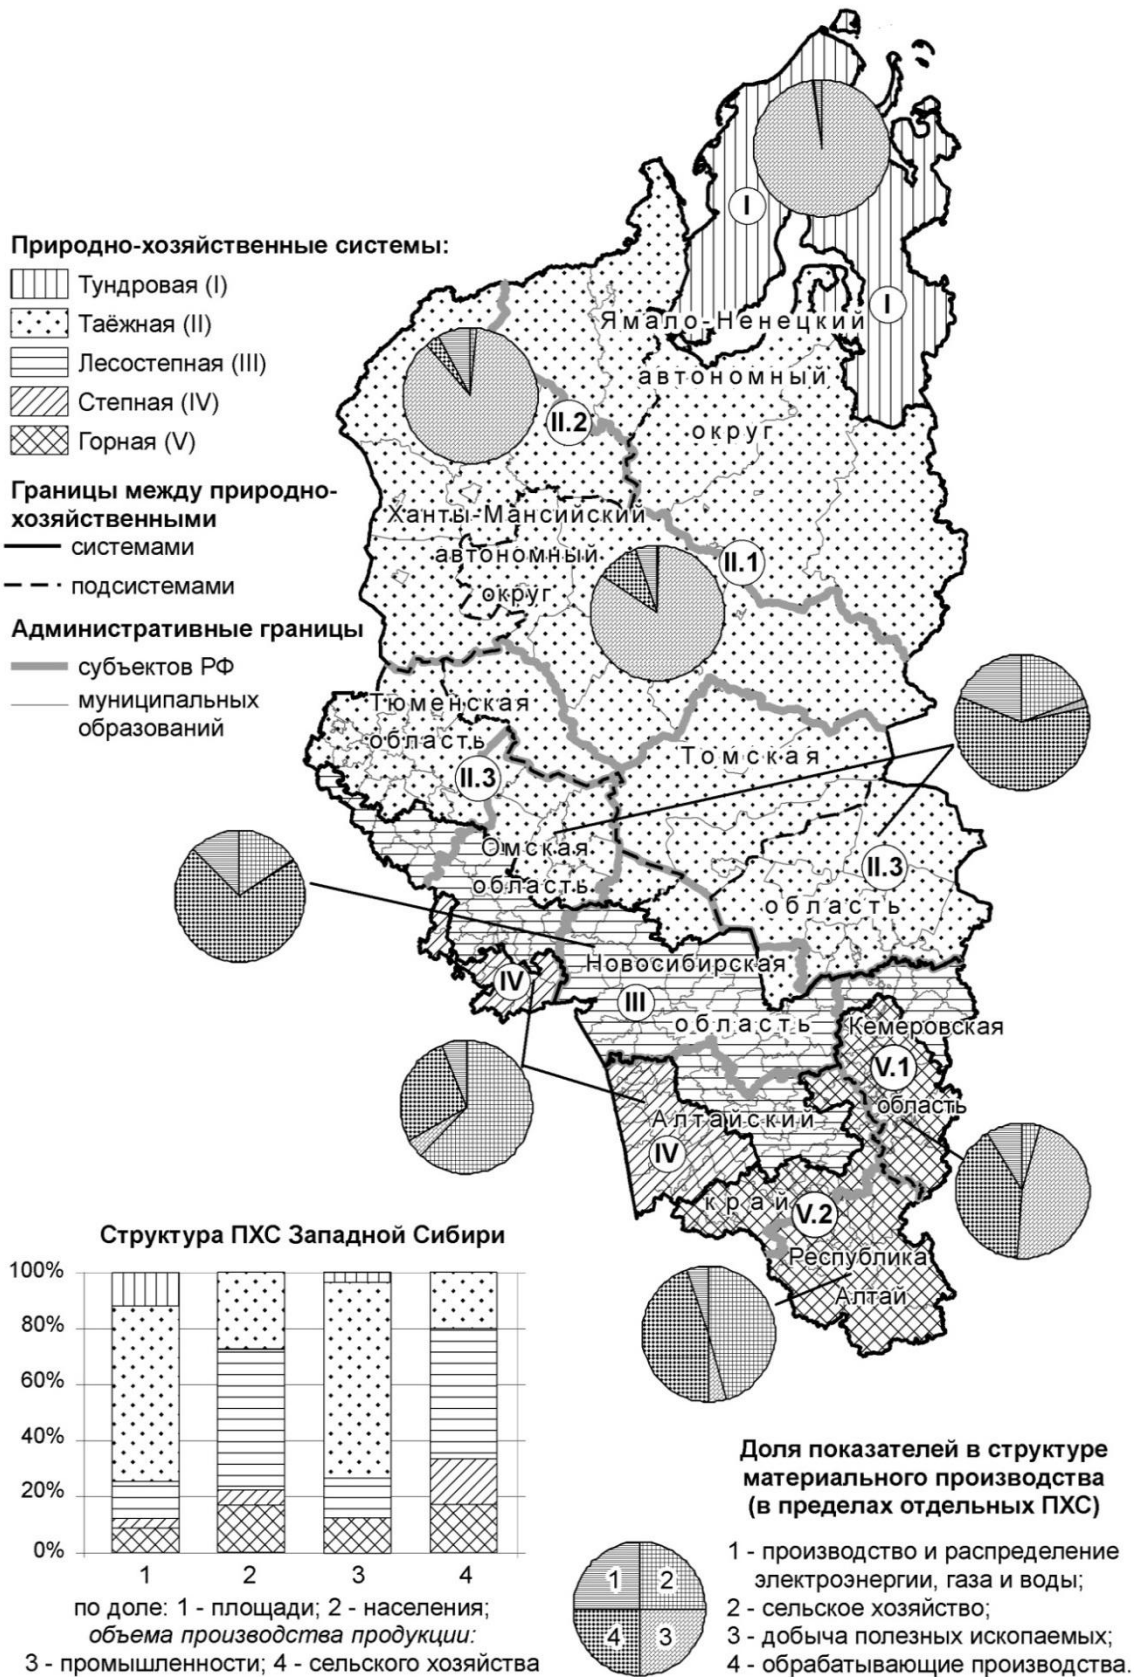 Природно-хозяйственные системы:
Тундровая (I)
Таёжная (II)
Лесостепная (III)
Степная (IV)
Горная (V)
Границы между природно-
хозяйственными
системами
подсистемами
Административные границы
субъектов РФ
муниципальных
образований
I
I
Ямало-Ненецкий
автономный
округ
II.2
Ханты-Мансийский
автономный
округ
II.1
Тюменская
область
II.3
Томская
Омская
область
II.3
область
IV
Новосибирская
III
область
Кемеровская
V.1
область
Алтайский
IV
край
V.2
Республика
Алтай
Структура ПХС Западной Сибири
100%
80%
60%
40%
20%
0%
1 2 3 4
по доле: 1 - площади; 2 - населения;
объема производства продукции:
3 - промышленности; 4 - сельского хозяйства
Доля показателей в структуре
материального производства
(в пределах отдельных ПХС)
1 2
4 3
1 - производство и распределение
электроэнергии, газа и воды;
2 - сельское хозяйство;
3 - добыча полезных ископаемых;
4 - обрабатывающие производства.